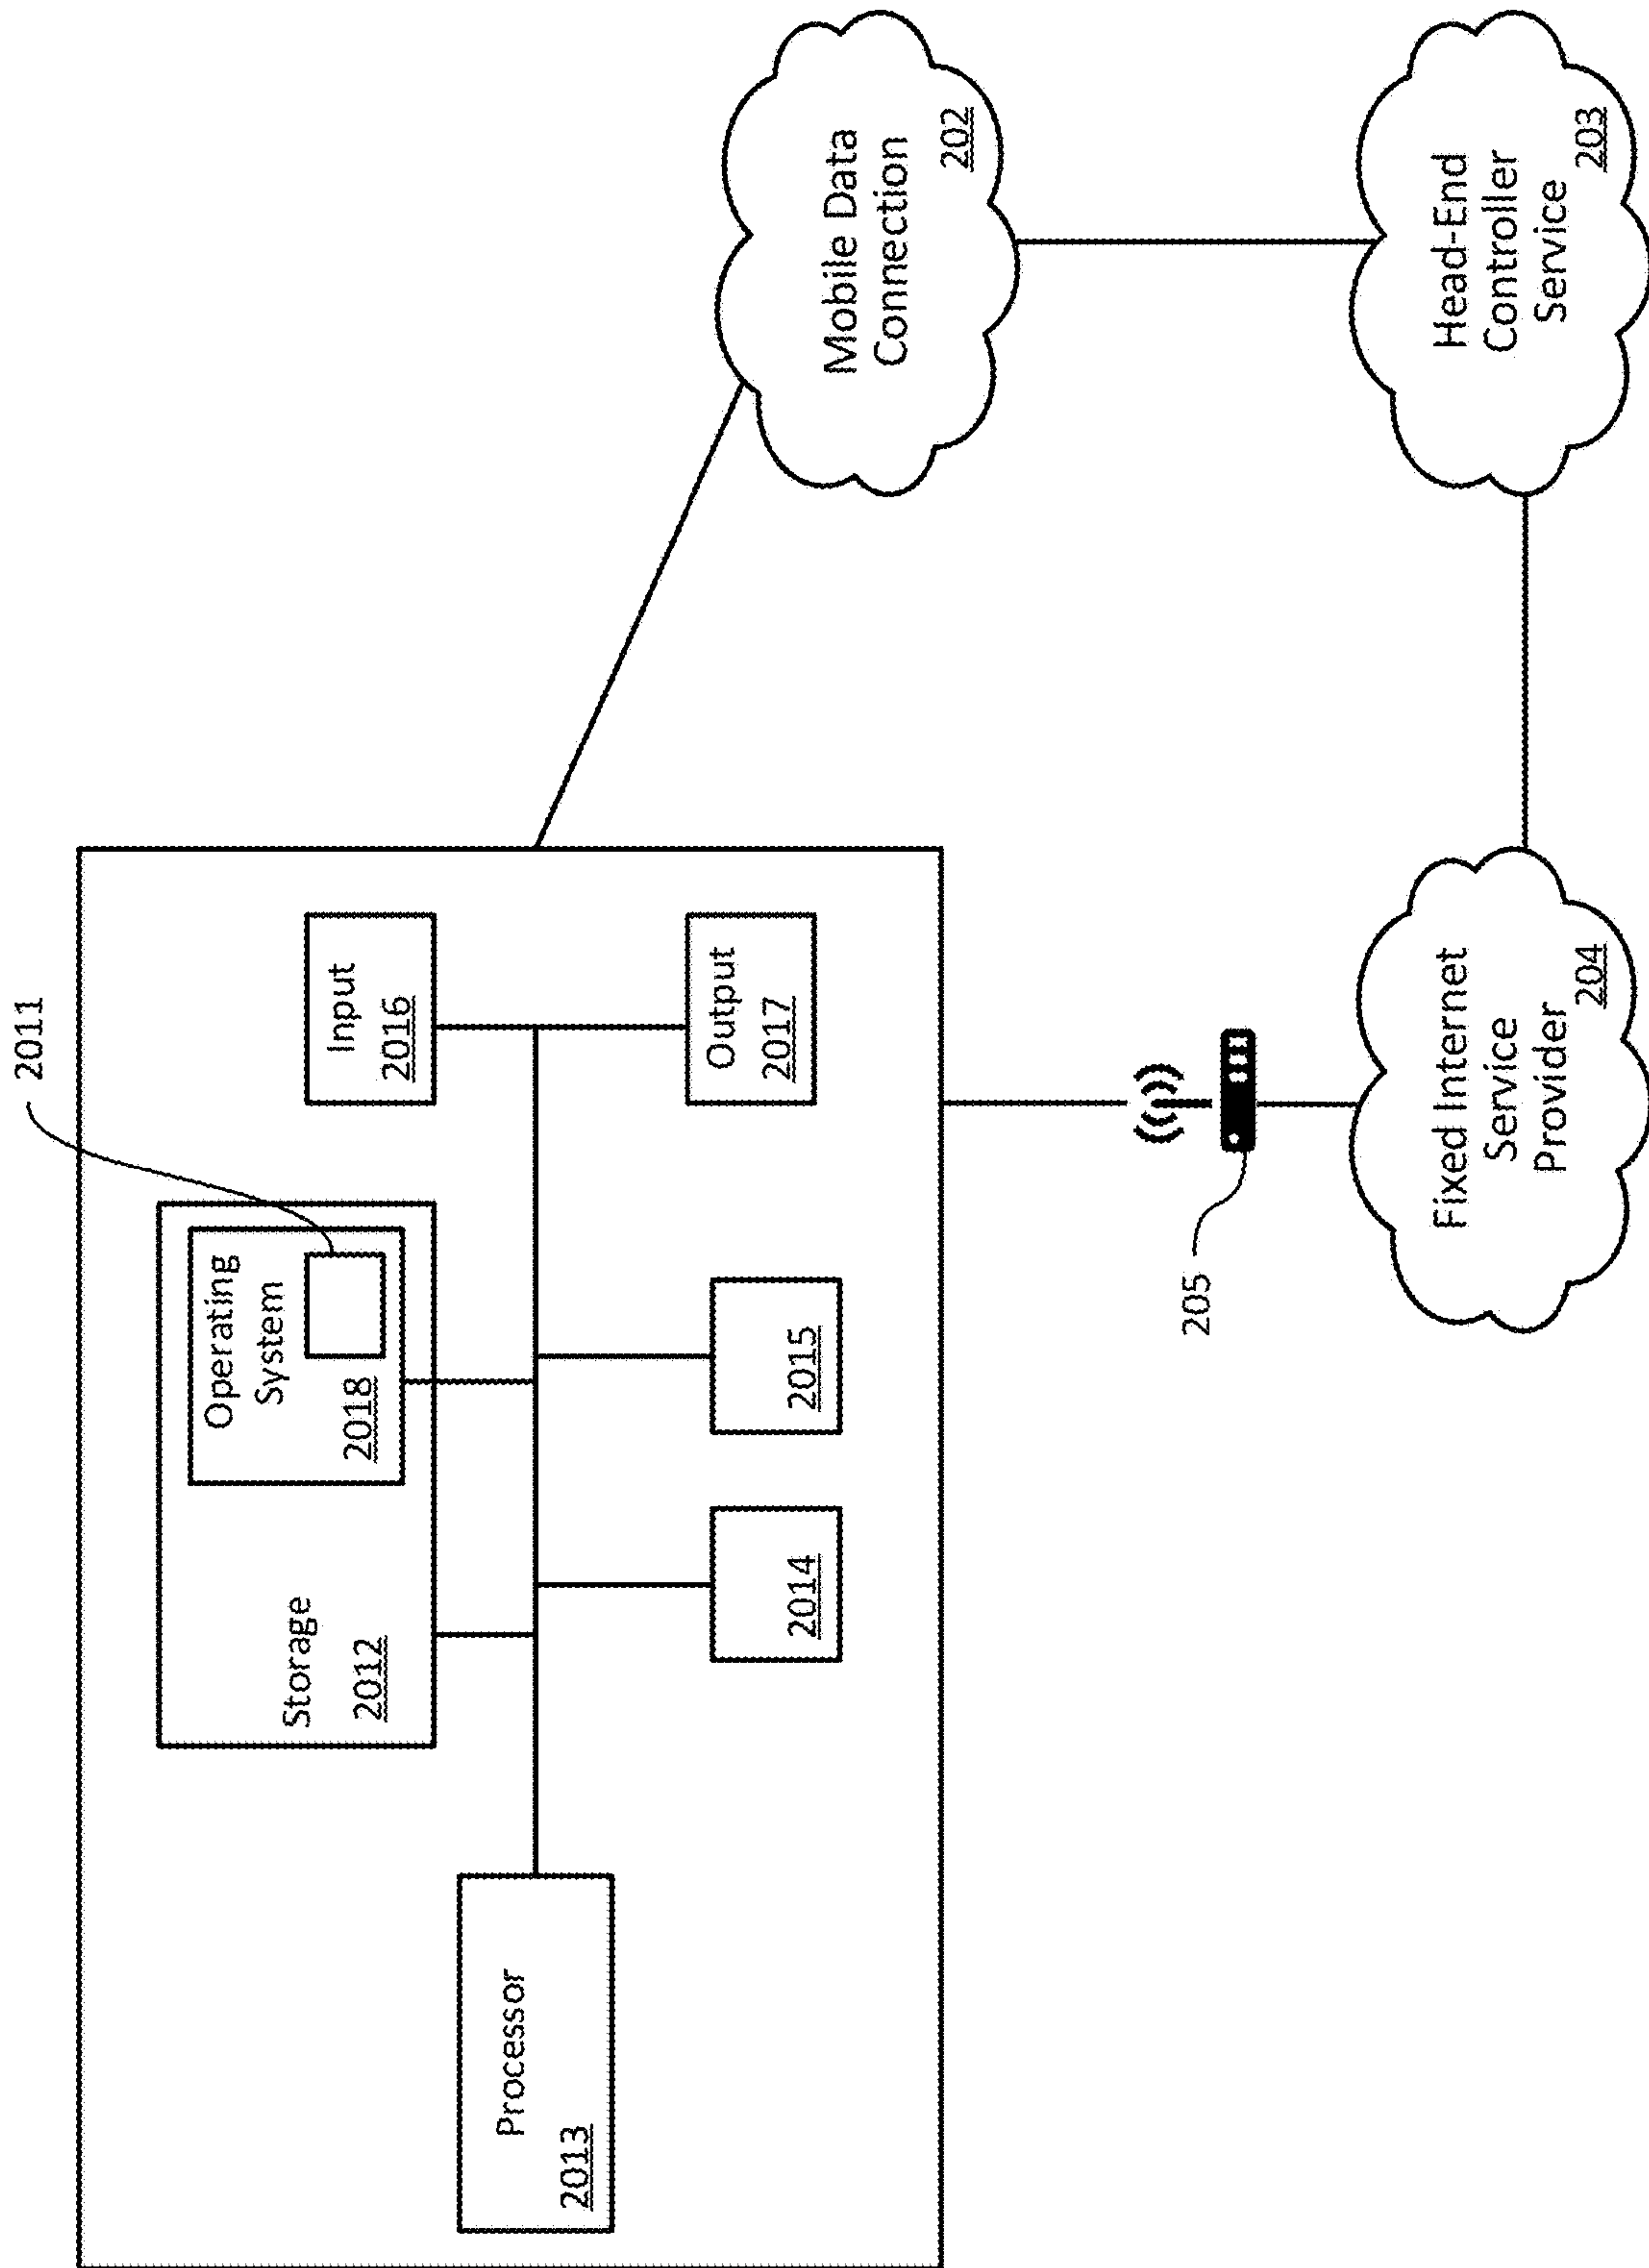 2011
Operating
System
2018
Storage
2012
Input
2016
Processor
2013
2014
2015
Output
2017
Mobile Data
Connection
202
205
Fixed Internet
Service
Provider
204
Head-End
Controller
Service
203